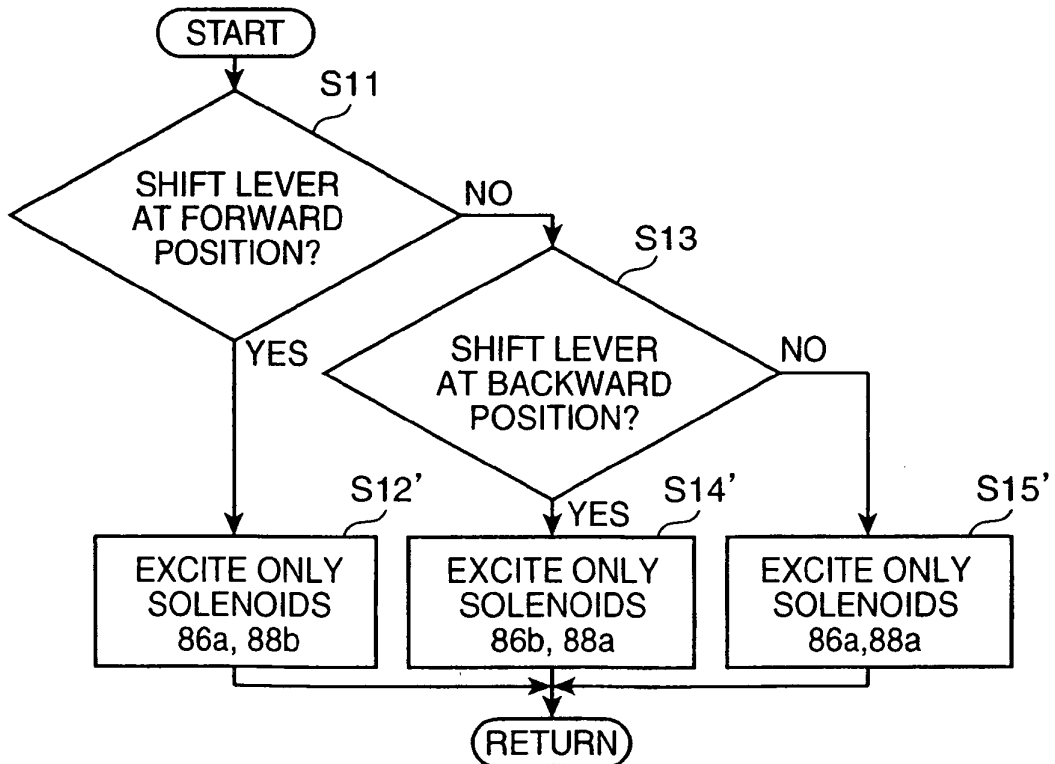 START
S11
SHIFT LEVER
AT FORWARD
POSITION?
NO
S13
YES
SHIFT LEVER
AT BACKWARD
POSITION?
NO
S12'
YES
S14'
S15'
EXCITE ONLY
SOLENOIDS
86a, 88b
EXCITE ONLY
SOLENOIDS
86b, 88a
EXCITE ONLY
SOLENOIDS
86a,88a
RETURN